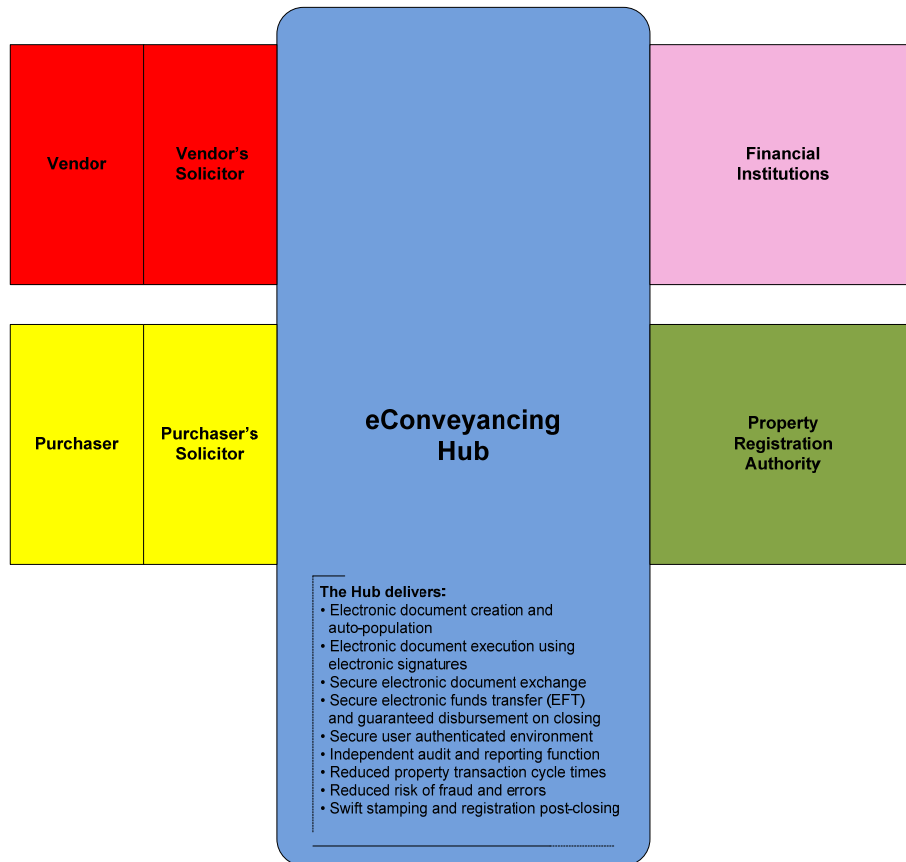 Vendor
Vendor's
Solicitor
Financial
Institutions
Purchaser
Purchaser's
Solicitor
eConveyancing
Hub
Property
Registration
Authority
The Hub delivers:
• Electronic document creation and
auto-population
• Electronic document execution using
electronic signatures
• Secure electronic document exchange
• Secure electronic funds transfer (EFT)
and guaranteed disbursement on closing
• Secure user authenticated environment
• Independent audit and reporting function
• Reduced property transaction cycle times
• Reduced risk of fraud and errors
• Swift stamping and registration post-closing